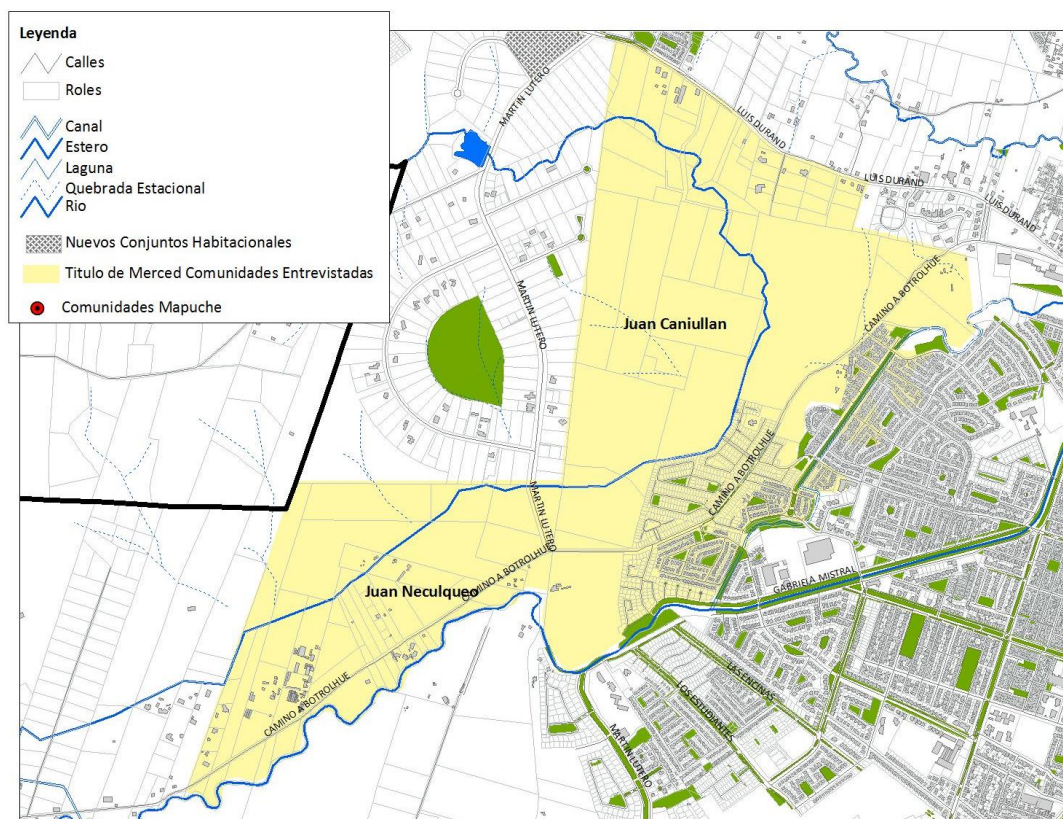 Leyenda
Calles
Roles
Canal
Estero
Laguna
Quebrada Estacional
Rio
Nuevos Conjuntos Habitacionales
Titulo de Merced Comunidades Entrevistadas
Comunidades Mapuche
MARTIN LUTERO
LUIS DURAND
LUIS DURAND
LUIS DURAND
CAMINO A BOTROLHUE
MARTIN LUTERO
Juan Caniullan
CAMINO A BOTROLHUE
MARTIN LUTERO
CAMINO A BOTROLHUE
Juan Neculqueo
GABRIELA MISTRAL
CAMINO A BOTROLHUE
LAS ENCINAS
LOS ESTUDIANTES
MARTIN LUTERO